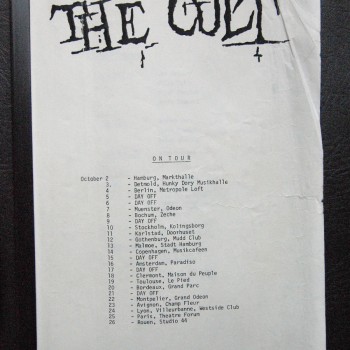 THE CULT
ON TOUR
October 2 - Hamburg, Markthalle
3. - Detmold, Hunky Dory Musikhalle
4 - Berlin, Metropole Loft
5 - DAY OFF
6 - DAY OFF
7 - Muenster, Odeon
8 - Bochum, Zeche
9 - DAY OFF
10 - Stockholm, Kolingsborg
11 - Karlstad, Doorhuset
12 - Gothenburg, Mudd Club
13 - Malmoe, Stadt Hamburg
14 - Copenhagen, Musikcafeen
15 - DAY OFF
16 - Amsterdam, Paradiso
17 - DAY OFF
18 - Clermont, Maison du Peuple
19 - Toulouse, Le Pied
20 - Bordeaux, Grand Parc
21 - DAY OFF
22 - Montpelier, Grand Odeon
23 - Avignon, Champ Fleur
24 - Lyon, Villeurbanne, Westside Club
25 - Paris, Theatre Forum
26 - Rouen, Studio 44